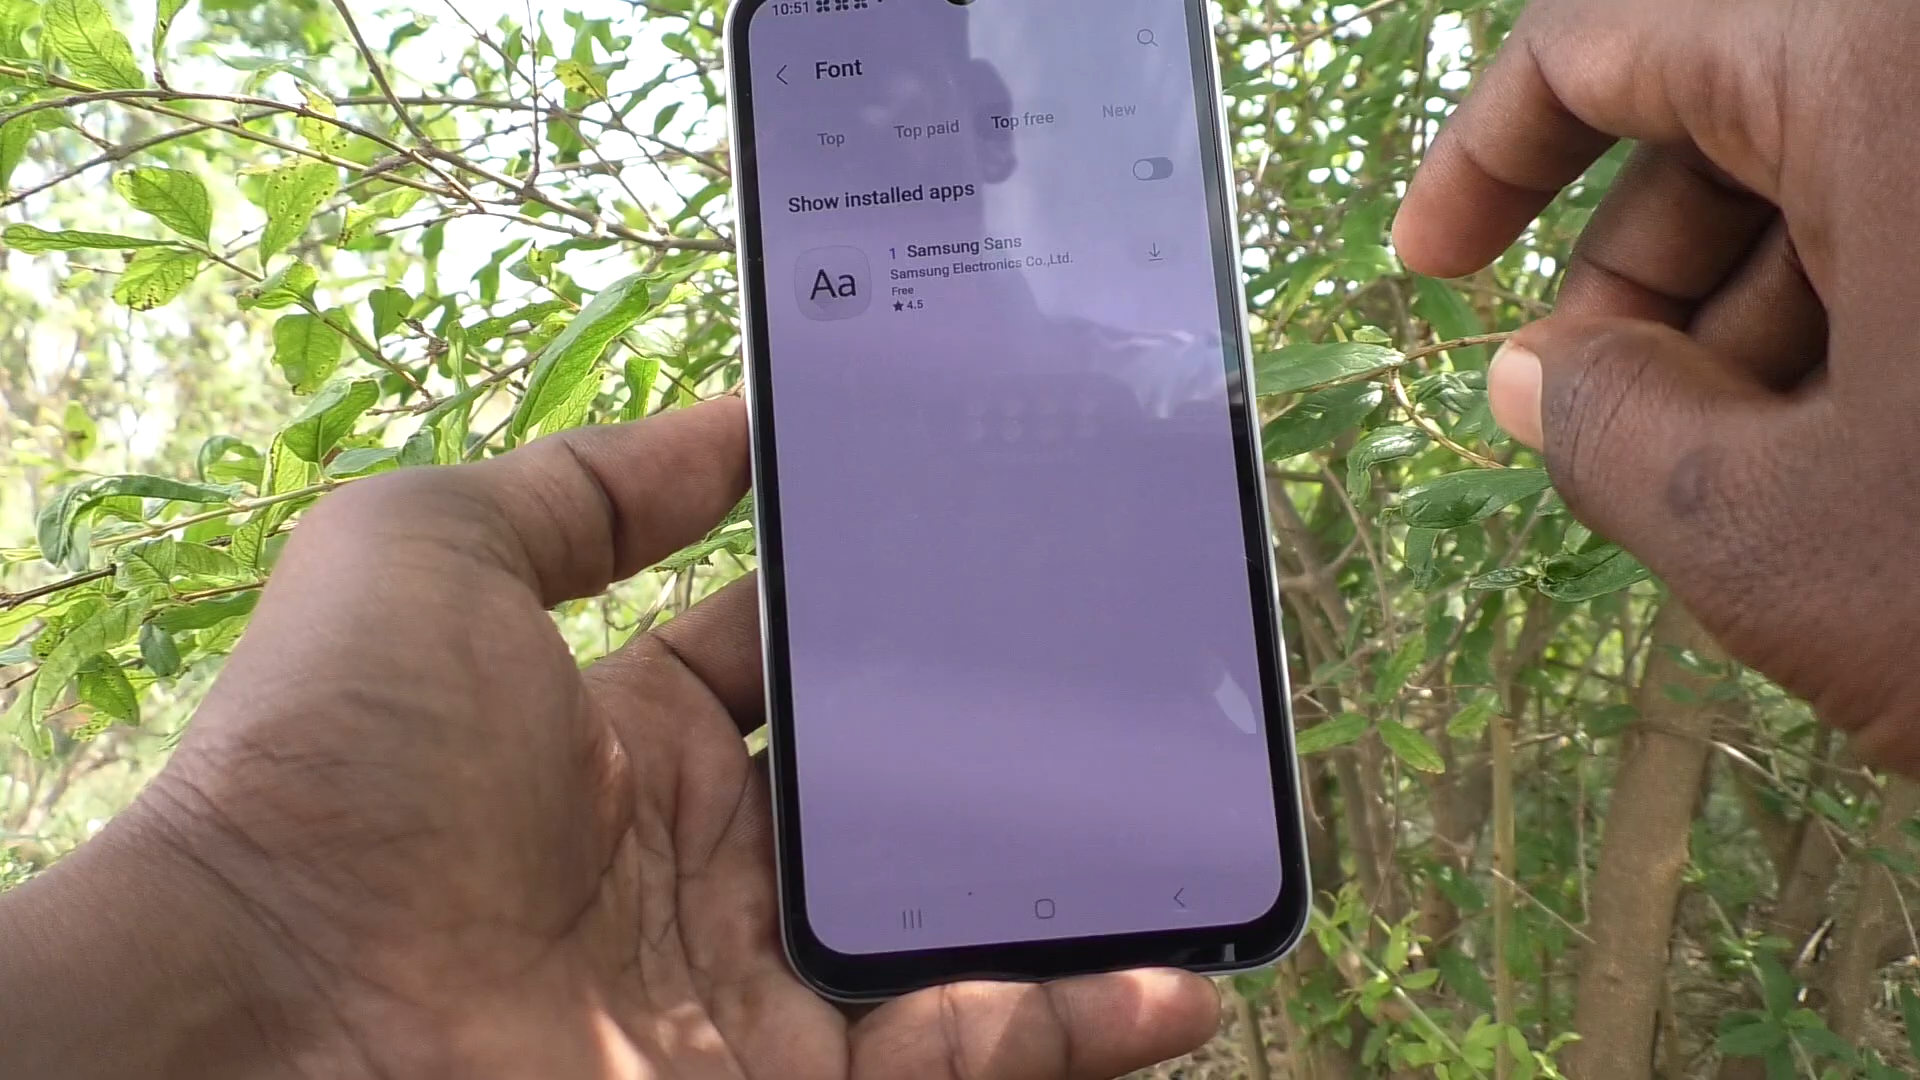 10:51
Font
Top Top paid Top free New
Show installed apps
Aa
1 Samsung Sans
Samsung Electronics Co.,Ltd.
Free
★ 4.5